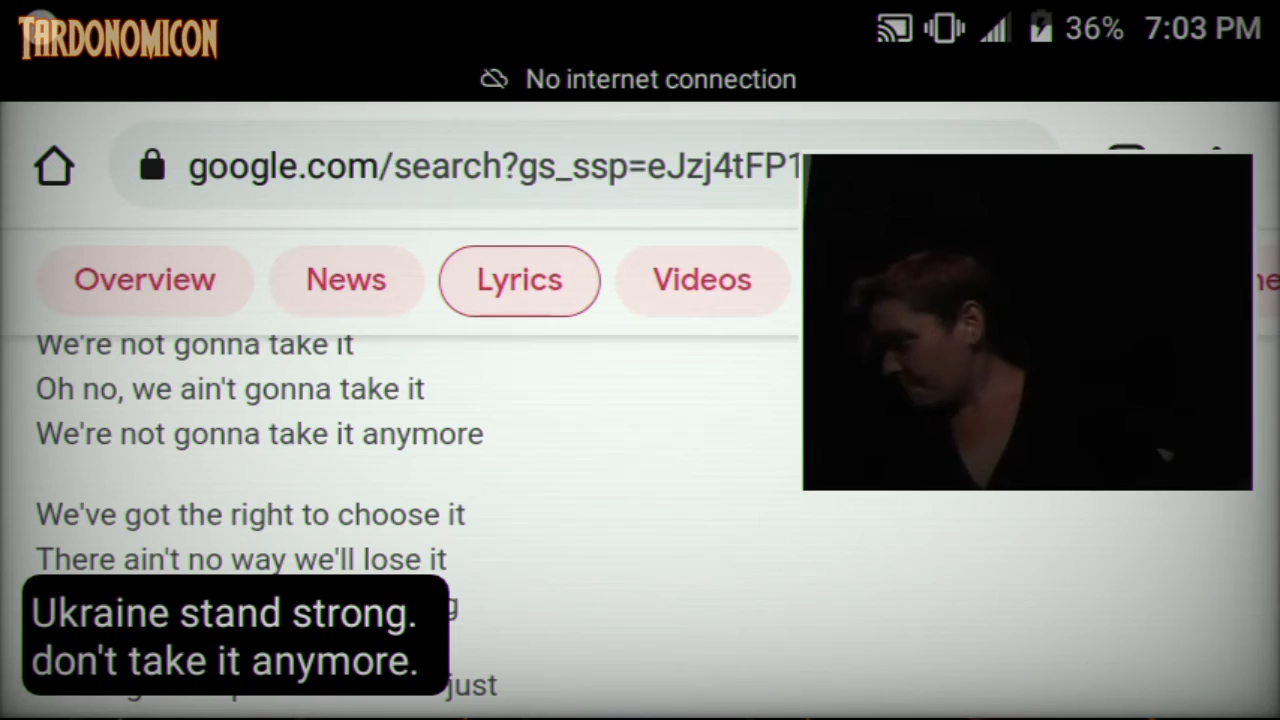 TARDONOMICON
36% 7:03 PM
No internet connection
google.com/search?gs_ssp=eJzj4tFP1
Overview News Lyrics Videos
We're not gonna take it
Oh no, we ain't gonna take it
We're not gonna take it anymore
We've got the right to choose it
There ain't no way we'll lose it
Ukraine stand strong.
don't take it anymore.
just